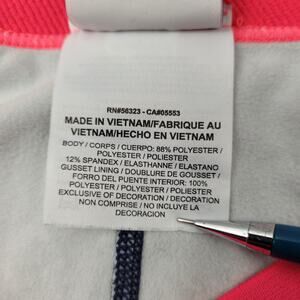 RN#56323 - CA#05553
MADE IN VIETNAM/FABRIQUE AU
VIETNAM/HECHO EN VIETNAM
BODY / CORPS / CUERPO: 88% POLYESTER /
POLYESTER / POLIESTER
12% SPANDEX / ELASTHANNE / ELASTANO
GUSSET LINING / DOUBLURE DE GOUSSET /
FORRO DEL PUENTE INTERIOR: 100%
POLYESTER / POLYESTER / POLIESTER
EXCLUSIVE OF DECORATION / DECORATION
NON COMPRISE / NO INCLUYE LA
DECORACION